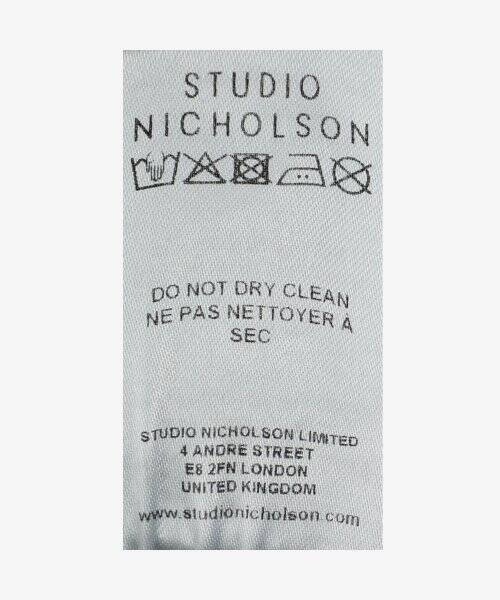 STUDIO
NICHOLSON
DO NOT DRY CLEAN
NE PAS NETTOYER À
SEC
STUDIO NICHOLSON LIMITED
4 ANDRE STREET
E8 2FN LONDON
UNITED KINGDOM
www.studionicholson.com